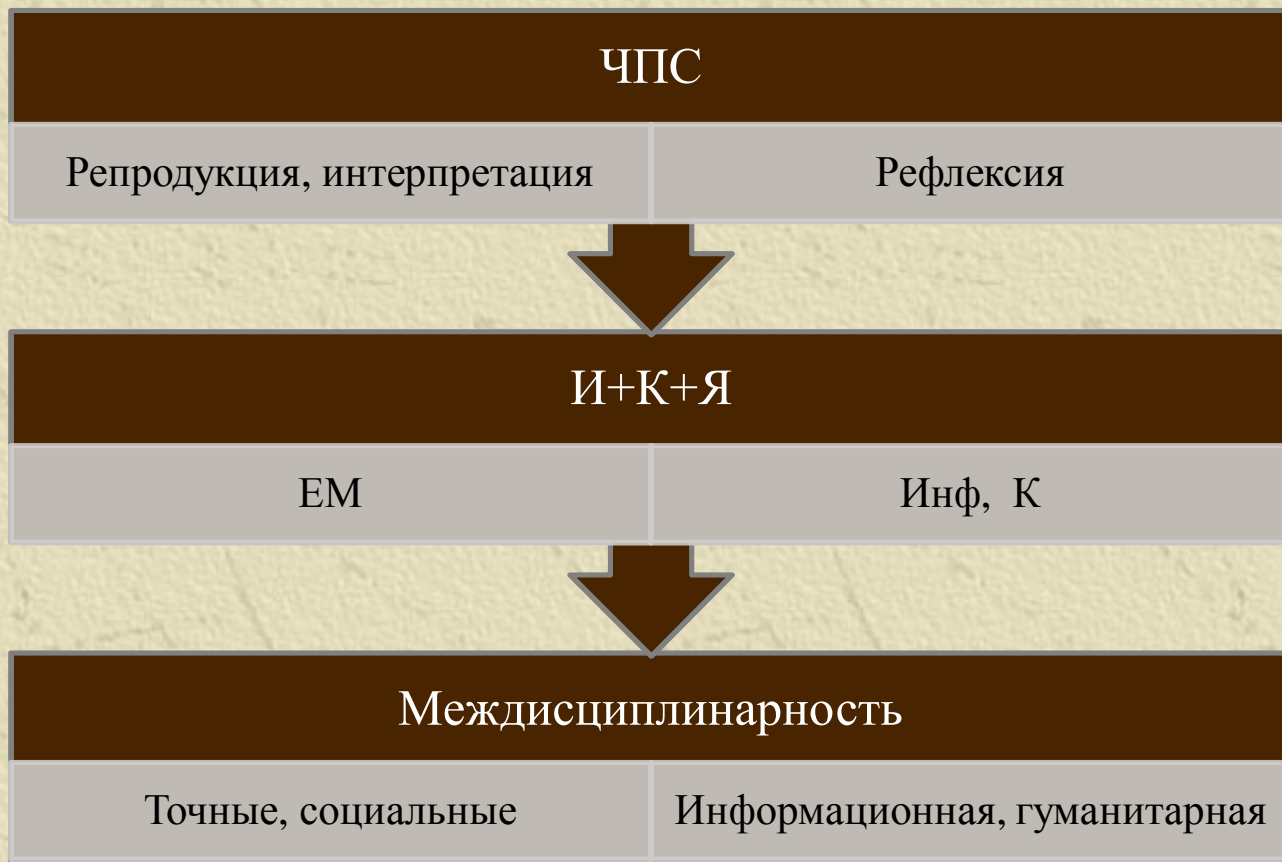 ЧПС
Репродукция, интерпретация
Рефлексия
И+К+Я
ЕМ
Инф, К
Междисциплинарность
Точные, социальные
Информационная, гуманитарная